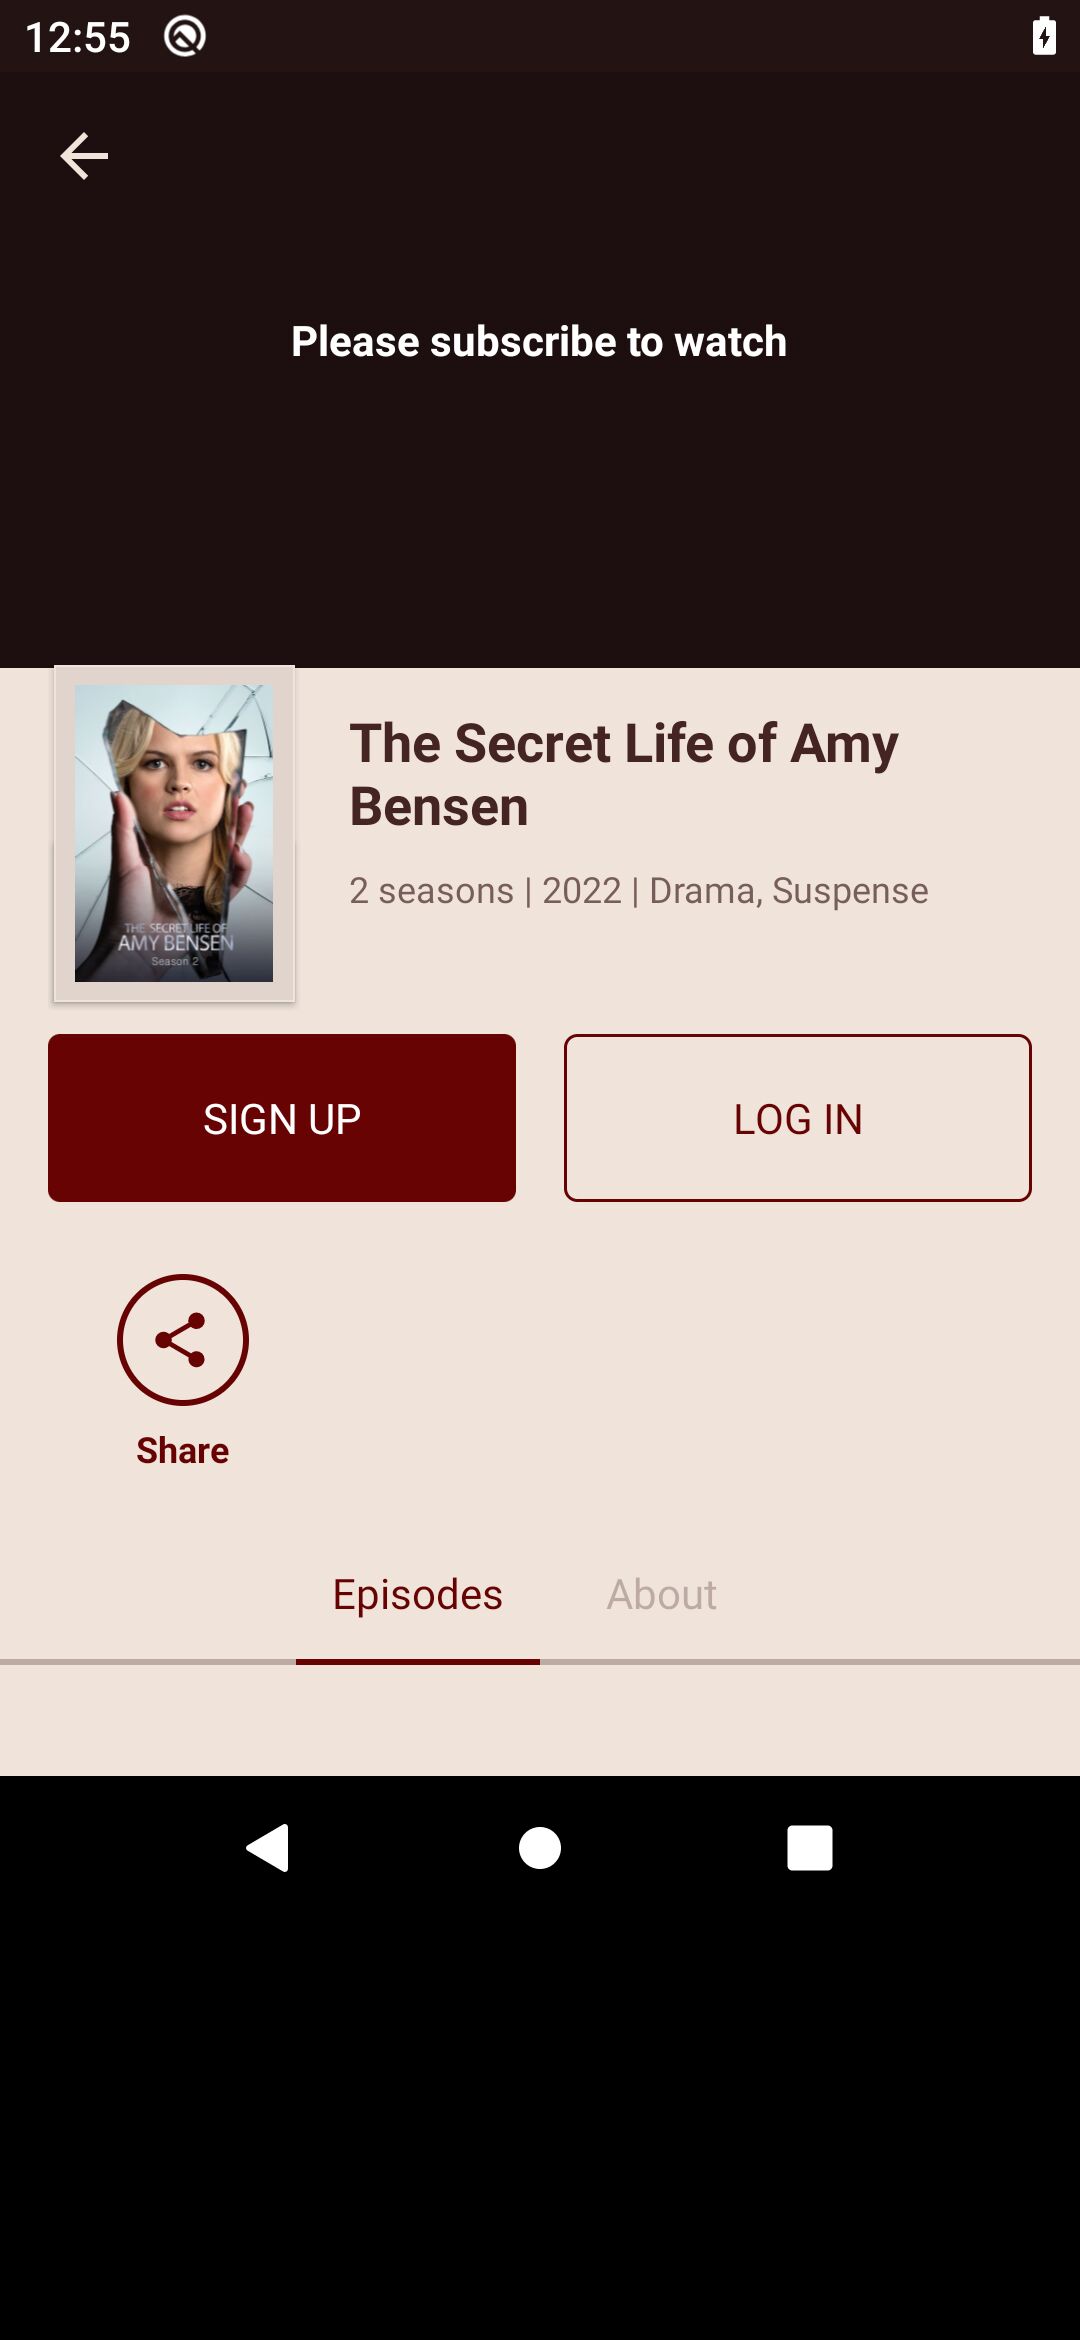 12:55
Please subscribe to watch
THE SECRET LIFE OF
AMY BENSEN
Season 2
The Secret Life of Amy
Bensen
2 seasons | 2022 | Drama, Suspense
SIGN UP
LOG IN
Share
Episodes
About